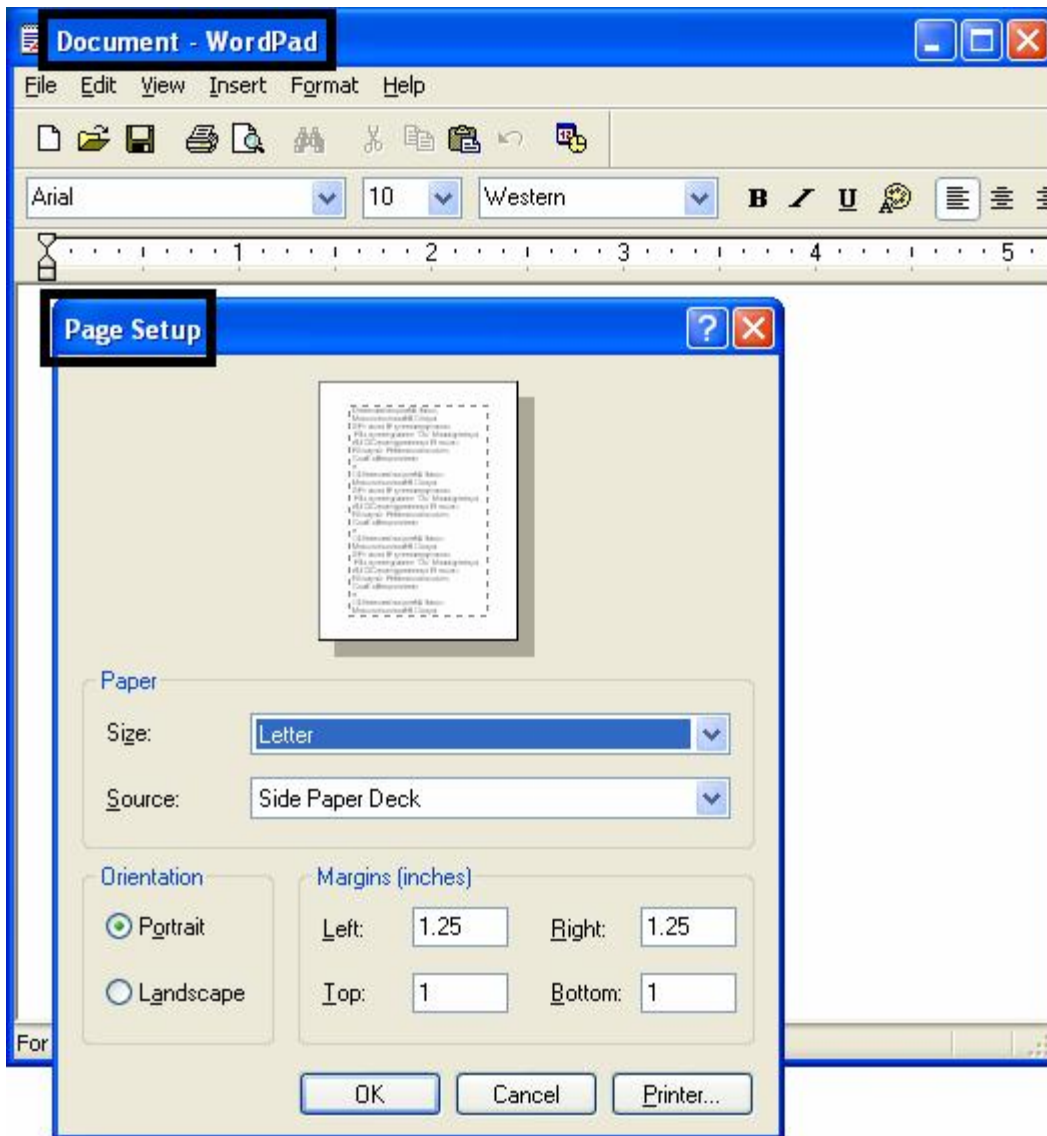 Document - WordPad
File Edit View Insert Format Help
Arial 10 Western B I U A
1 2 3 4 5
Page Setup ?
Paper
Size: Letter
Source: Side Paper Deck
Orientation Margins (inches)
Portrait Left: 1.25 Right: 1.25
Landscape Top: 1 Bottom: 1
For
OK Cancel Printer...